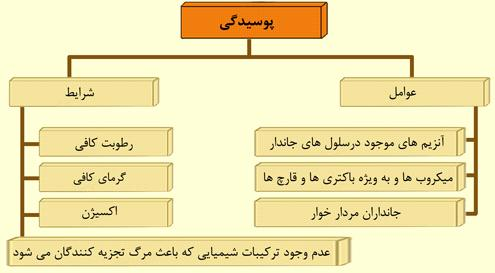 پوسیدگی
عوامل
آنزیم های موجود درسلول های جاندار
میکروب ها و به ویژه باکتری ها و قارچ ها
جانداران مردار خوار
شرایط
رطوبت کافی
گرمای کافی
اکسیژن
عدم وجود ترکیبات شیمیایی که باعث مرگ تجزیه کنندگان می شود